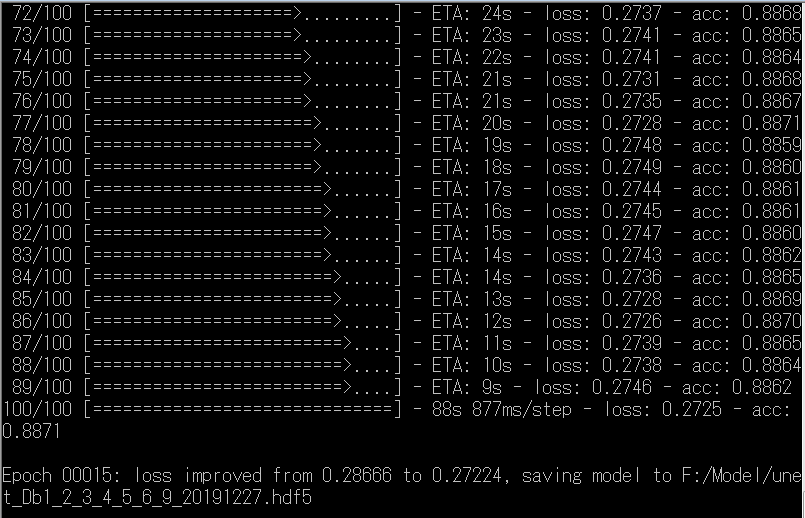 72/100 [====================>.........] - ETA: 24s - loss: 0.2737 - acc: 0.8868
73/100 [====================>.........] - ETA: 23s - loss: 0.2741 - acc: 0.8865
74/100 [=====================>........] - ETA: 22s - loss: 0.2741 - acc: 0.8864
75/100 [=====================>........] - ETA: 21s - loss: 0.2731 - acc: 0.8868
76/100 [=====================>........] - ETA: 21s - loss: 0.2735 - acc: 0.8867
77/100 [======================>.......] - ETA: 20s - loss: 0.2728 - acc: 0.8871
78/100 [======================>.......] - ETA: 19s - loss: 0.2748 - acc: 0.8859
79/100 [======================>.......] - ETA: 18s - loss: 0.2749 - acc: 0.8860
80/100 [=======================>......] - ETA: 17s - loss: 0.2744 - acc: 0.8861
81/100 [=======================>......] - ETA: 16s - loss: 0.2745 - acc: 0.8861
82/100 [=======================>......] - ETA: 15s - loss: 0.2747 - acc: 0.8860
83/100 [=======================>......] - ETA: 14s - loss: 0.2743 - acc: 0.8862
84/100 [========================>.....] - ETA: 14s - loss: 0.2736 - acc: 0.8865
85/100 [========================>.....] - ETA: 13s - loss: 0.2728 - acc: 0.8869
86/100 [========================>.....] - ETA: 12s - loss: 0.2726 - acc: 0.8870
87/100 [=========================>....] - ETA: 11s - loss: 0.2739 - acc: 0.8865
88/100 [=========================>....] - ETA: 10s - loss: 0.2738 - acc: 0.8864
89/100 [=========================>....] - ETA: 9s - loss: 0.2746 - acc: 0.8862
100/100 [==============================] - 88s 877ms/step - loss: 0.2725 - acc:
0.8871
Epoch 00015: loss improved from 0.28666 to 0.27224, saving model to F:/Model/une
t_Db1_2_3_4_5_6_9_20191227.hdf5